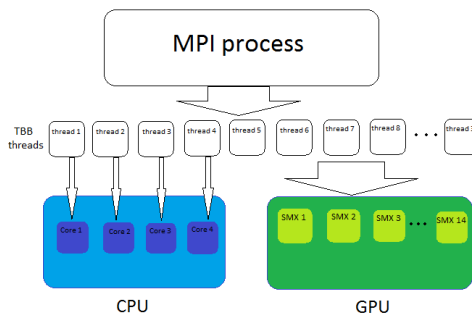 MPI process
TBB
threads
thread 1
thread 2
thread 3
thread 4
thread 5
thread 6
thread 7
thread 8
...
thread 3
Core 1
Core 2
Core 3
Core 4
SMX 1
SMX 2
SMX 3
...
SMX 14
CPU
GPU